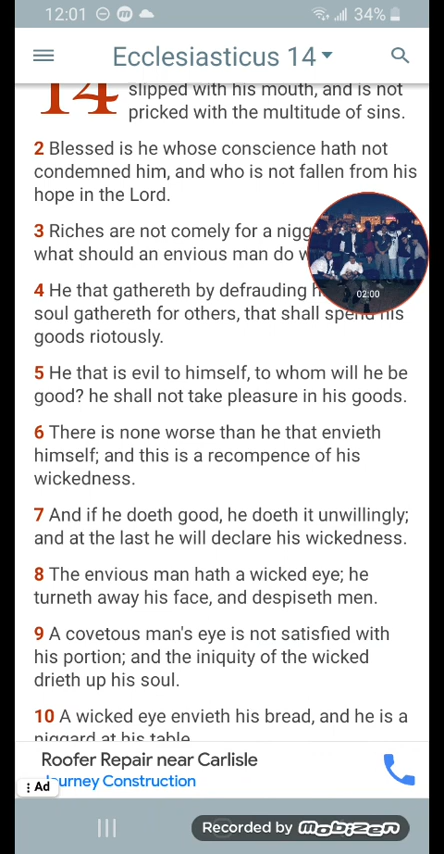 12:01 34%
Ecclesiasticus 14
14 slipped with his mouth, and is not
pricked with the multitude of sins.
2 Blessed is he whose conscience hath not
condemned him, and who is not fallen from his
hope in the Lord.
3 Riches are not comely for a
what should an envious man do
02:00
4 He that gathereth by defrauding
soul gathereth for others, that shall spend his
goods riotously.
5 He that is evil to himself, to whom will he be
good? he shall not take pleasure in his goods.
6 There is none worse than he that envieth
himself; and this is a recompence of his
wickedness.
7 And if he doeth good, he doeth it unwillingly;
and at the last he will declare his wickedness.
8 The envious man hath a wicked eye; he
turneth away his face, and despiseth men.
9 A covetous man's eye is not satisfied with
his portion; and the iniquity of the wicked
drieth up his soul.
10 A wicked eye envieth his bread, and he is a
niggard at his table
Roofer Repair near Carlisle
Journey Construction
Ad
Recorded by Mobizen